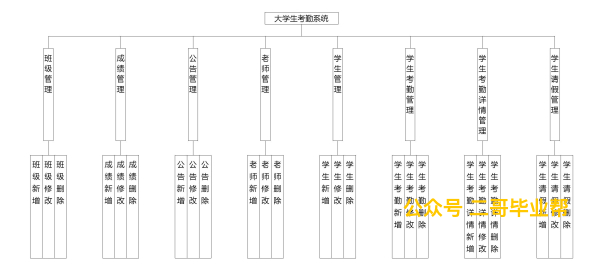 大学生考勤系统
班级管理
成绩管理
公告管理
老师管理
学生管理
学生考勤管理
学生考勤详情管理
学生请假管理
班级新增
班级修改
班级删除
成绩新增
成绩修改
成绩删除
公告新增
公告修改
公告删除
老师新增
老师修改
老师删除
学生新增
学生修改
学生删除
学生考勤新增
学生考勤修改
学生考勤删除
学生考勤详情新增
学生考勤详情修改
学生考勤详情删除
学生请假新增
学生请假修改
学生请假删除
公众号 二哥毕业帮